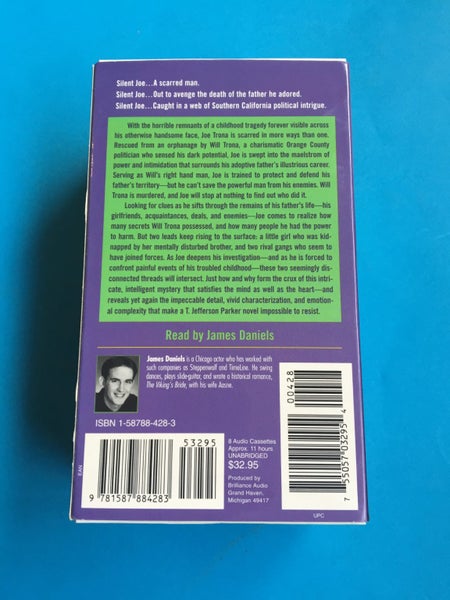 Silent Joe...A scarred man.
Silent Joe...Out to avenge the death of the father he adored.
Silent Joe...Caught in a web of Southern California political intrigue.
With the horrible remnants of a childhood tragedy forever visible across
his otherwise handsome face, Joe Trona is scarred in more ways than one.
Rescued from an orphanage by Will Trona, a charismatic Orange County
politician who sensed his dark potential, Joe is swept into the maelstrom of
power and intimidation that surrounds his adoptive father's illustrious career.
Serving as Will's right hand man, Joe is trained to protect and defend his
father's territory—but he can't save the powerful man from his enemies. Will
Trona is murdered, and Joe will stop at nothing to find out who did it.
Looking for clues as he sifts through the remains of his father's life—his
girlfriends, acquaintances, deals, and enemies—Joe comes to realize how
many secrets Will Trona possessed, and how many people he had the power
to harm. But two leads keep rising to the surface: a little girl who was kid-
napped by her mentally disturbed brother, and two rival gangs who seem to
have joined forces. As Joe deepens his investigation—and as he is forced to
confront painful events of his troubled childhood—these two seemingly dis-
connected threads will intersect. Just how and why form the crux of this intri-
cate, intelligent mystery that satisfies the mind as well as the heart—and
reveals yet again the impeccable detail, vivid characterization, and emotion-
al complexity that make a T. Jefferson Parker novel impossible to resist.
Read by James Daniels
James Daniels is a Chicago actor who has worked with
such companies as Steppenwolf and TimeLine. He swing
dances, plays slide-guitar, and wrote a historical romance,
The Viking's Bride, with his wife
ISBN 1-58788-428-3
53295
EAN
9 781587 884283
8 Audio Cassettes
Approx. 11 hours
UNABRIDGED
$32.95
Produced by
Brilliance Audio
Grand Haven,
Michigan 49417
00428
7 55057 03295 4
UPC